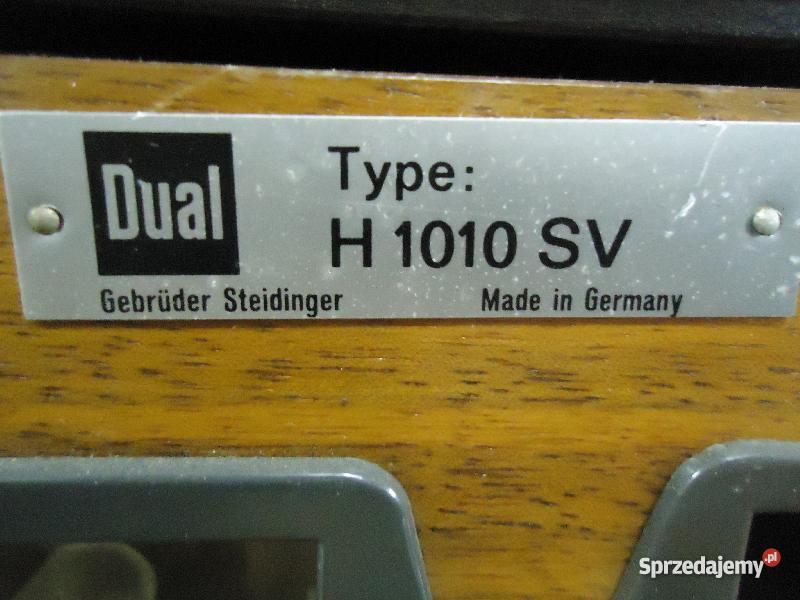 Dual
Type:
H 1010 SV
Gebrüder Steidinger
Made in Germany
Sprzedajemy.pl